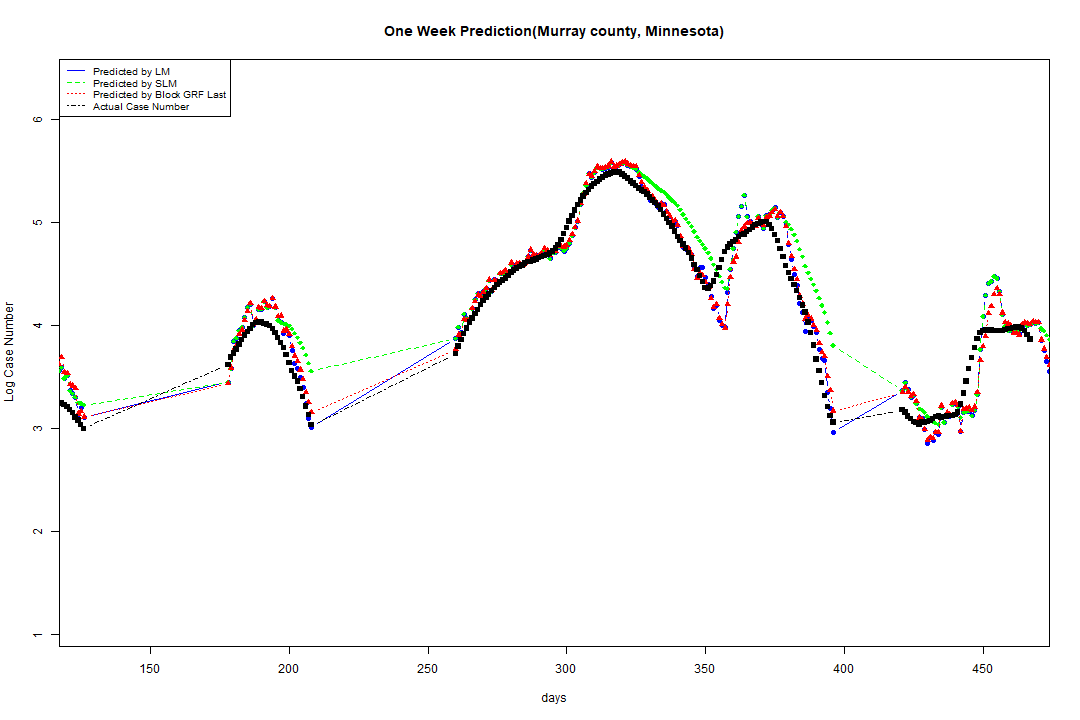 One Week Prediction(Murray county, Minnesota)
Predicted by LM
Predicted by SLM
Predicted by Block GRF Last
Actual Case Number
Log Case Number
6
5
4
3
2
1
150 200 250 300 350 400 450
days